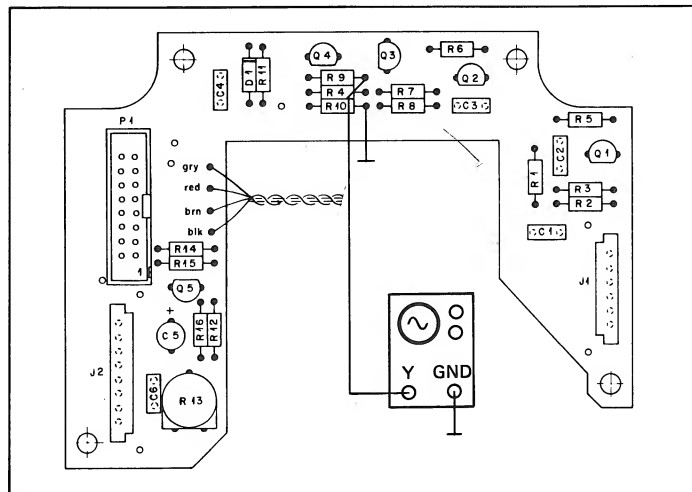 Q4
Q3
R6
D1
R11
R9
R4
R10
R7
R8
Q2
C4
C3
P1
R5
C2
Q1
R1
R3
R2
C1
gry
red
brn
blk
R14
R15
1
J1
Q5
+
C5
R16
R12
J2
C6
R13
Y GND